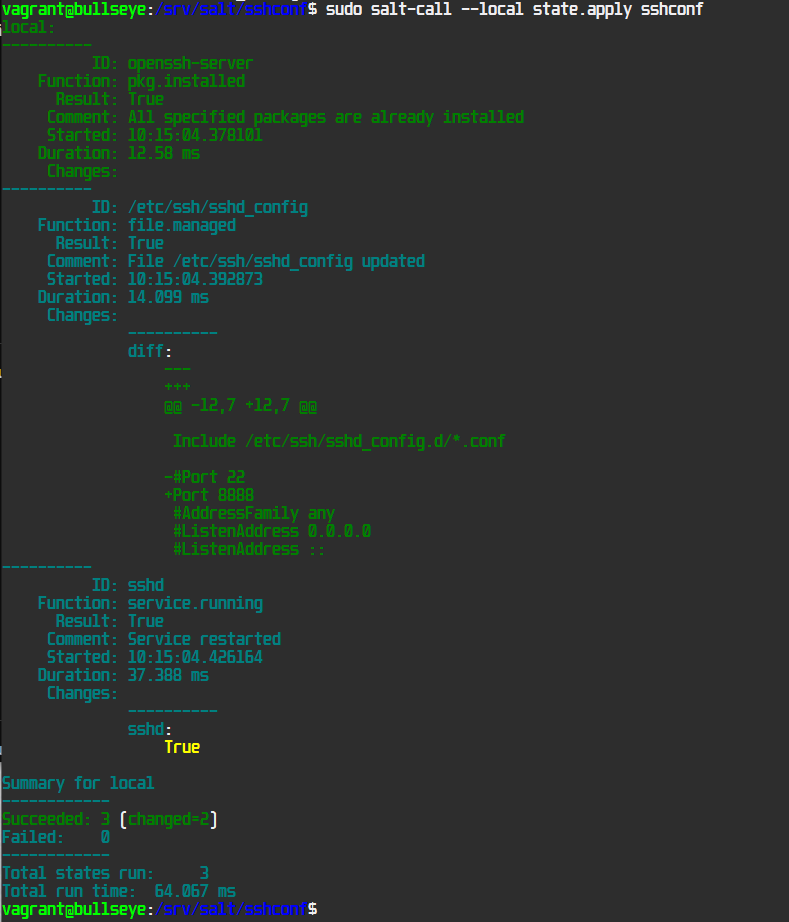 vagrant@bullseye:/srv/salt/sshconf$ sudo salt-call --local state.apply sshconf
local:
----------
          ID: openssh-server
    Function: pkg.installed
      Result: True
     Comment: All specified packages are already installed
     Started: 10:15:04.378101
    Duration: 12.58 ms
     Changes:
----------
          ID: /etc/ssh/sshd_config
    Function: file.managed
      Result: True
     Comment: File /etc/ssh/sshd_config updated
     Started: 10:15:04.392873
    Duration: 14.099 ms
     Changes:
              ----------
              diff:
                  ---
                  +++
                  @@ -12,7 +12,7 @@

                   Include /etc/ssh/sshd_config.d/*.conf

                  -#Port 22
                  +Port 8888
                   #AddressFamily any
                   #ListenAddress 0.0.0.0
                   #ListenAddress ::
----------
          ID: sshd
    Function: service.running
      Result: True
     Comment: Service restarted
     Started: 10:15:04.426164
    Duration: 37.388 ms
     Changes:
              ----------
              sshd:
                  True

Summary for local
------------
Succeeded: 3 (changed=2)
Failed:    0
------------
Total states run:     3
Total run time:  64.067 ms
vagrant@bullseye:/srv/salt/sshconf$